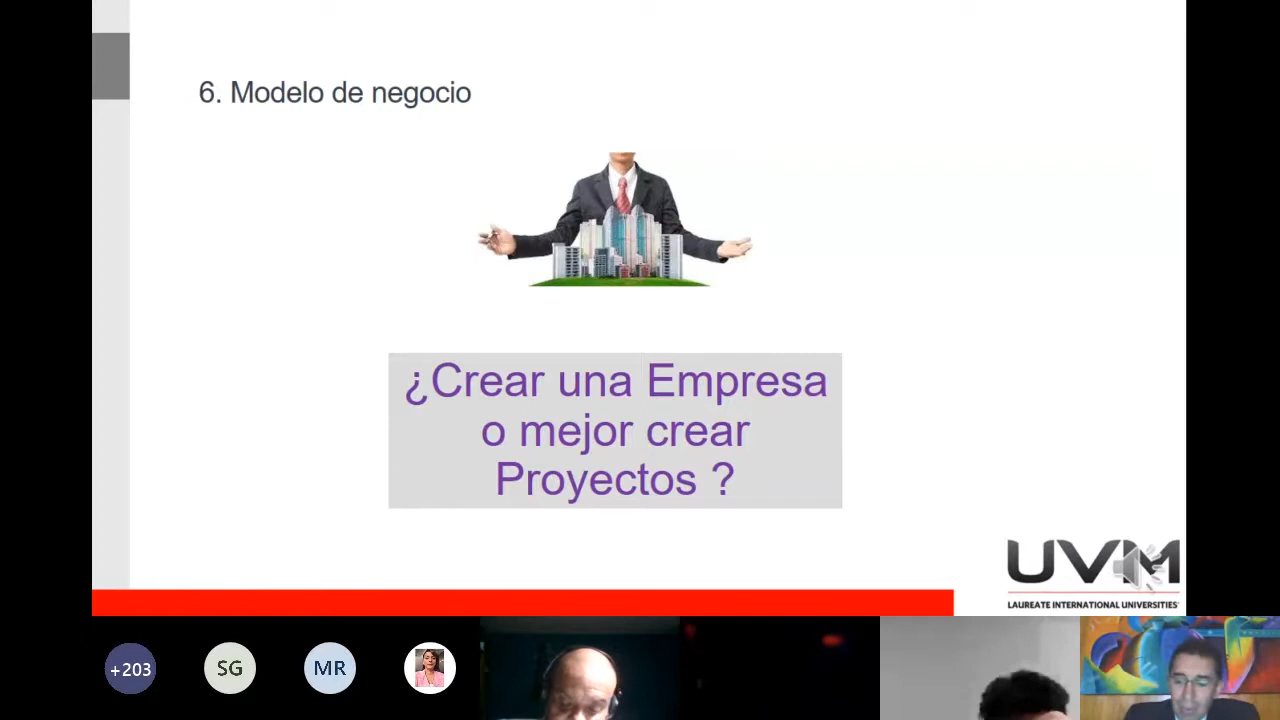 6. Modelo de negocio
¿Crear una Empresa
o mejor crear
Proyectos ?
UVM
LAUREATE INTERNATIONAL UNIVERSITIES
+203
SG
MR